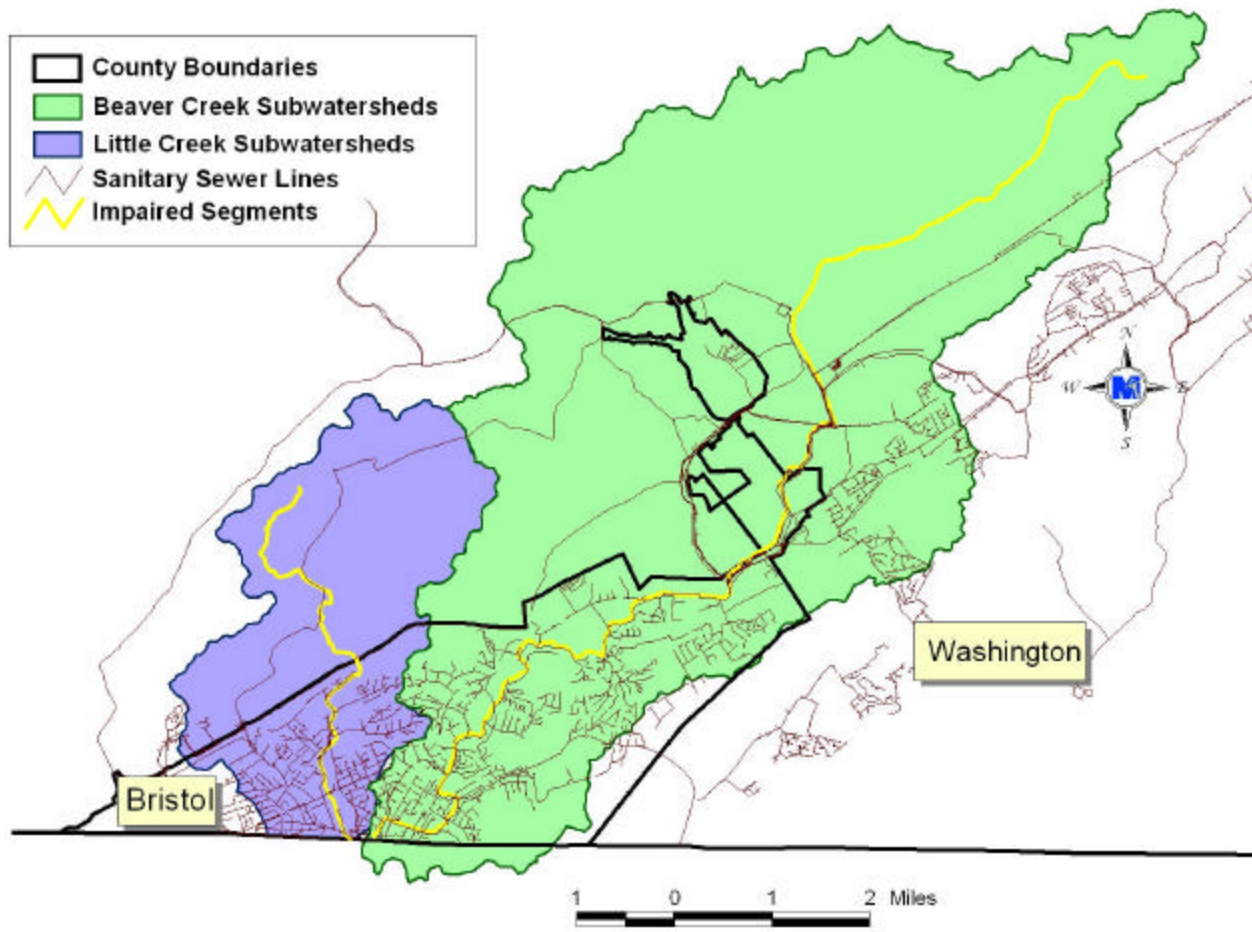 County Boundaries
Beaver Creek Subwatersheds
Little Creek Subwatersheds
Sanitary Sewer Lines
Impaired Segments
N
W
M
E
S
Washington
Bristol
1 0 1 2 Miles